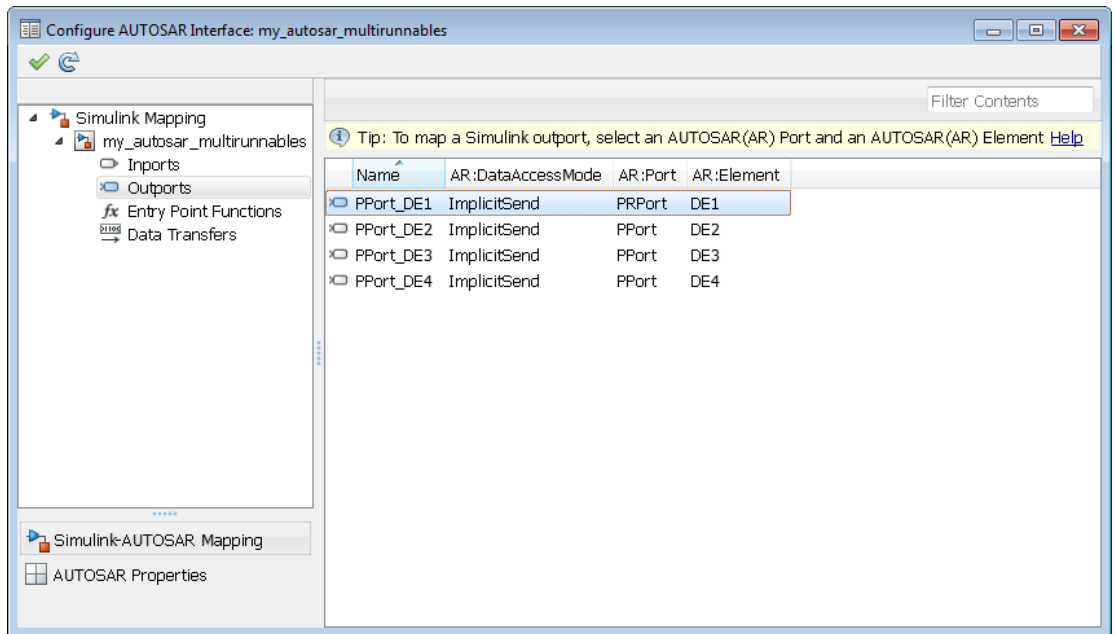 Configure AUTOSAR Interface: my_autosar_multirunnables
Filter Contents
Simulink Mapping
my_autosar_multirunnables
Inports
Outports
fx Entry Point Functions
Data Transfers
Simulink-AUTOSAR Mapping
AUTOSAR Properties
Tip: To map a Simulink outport, select an AUTOSAR(AR) Port and an AUTOSAR(AR) Element Help
Name AR:DataAccessMode AR:Port AR:Element
PPort_DE1 ImplicitSend PRPort DE1
PPort_DE2 ImplicitSend PPort DE2
PPort_DE3 ImplicitSend PPort DE3
PPort_DE4 ImplicitSend PPort DE4